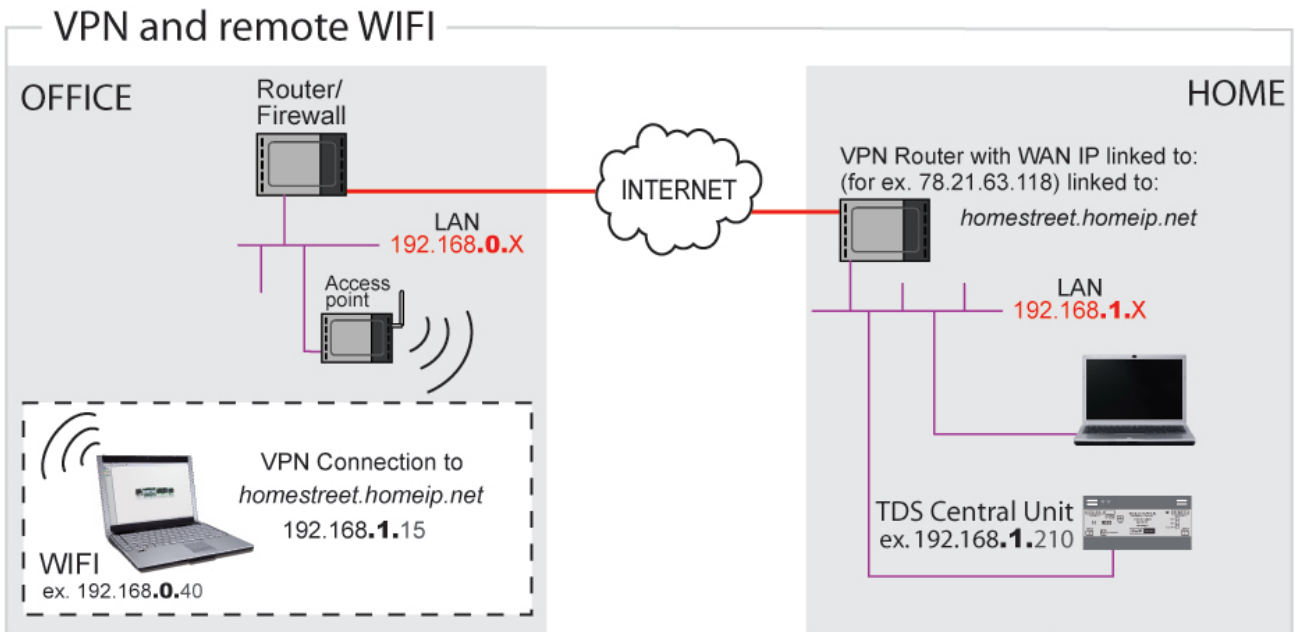 VPN and remote WIFI
OFFICE
Router/
Firewall
LAN
192.168.0.X
Access
point
VPN Connection to
homestreet.homeip.net
192.168.1.15
WIFI
ex. 192.168.0.40
INTERNET
HOME
VPN Router with WAN IP linked to:
(for ex. 78.21.63.118) linked to:
homestreet.homeip.net
LAN
192.168.1.X
TDS Central Unit
ex. 192.168.1.210